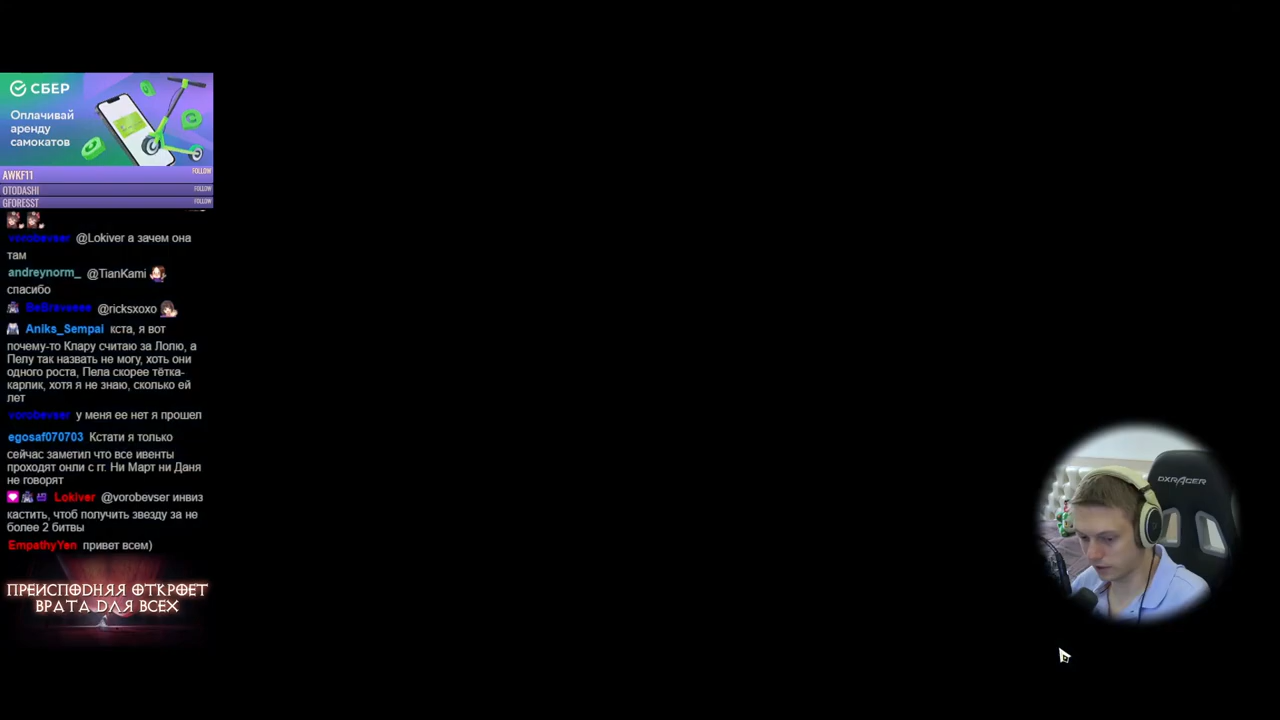 СБЕР
Оплачивай
аренду
самокатов
AWKF11 FOLLOW
OTODASHI FOLLOW
GFORESST FOLLOW
vorobevser @Lokiver а зачем она
там
andreynorm_ @TianKami
спасибо
BeBraveeee @ricksxoxo
Aniks_Sempai кста, я вот
почему-то Клару считаю за Лолю, а
Пелу так назвать не могу, хоть они
одного роста, Пела скорее тётка-
карлик, хотя я не знаю, сколько ей
лет
vorobevser у меня ее нет я прошел
egosaf070703 Кстати я только
сейчас заметил что все ивенты
проходят онли с гг. Ни Март ни Даня
не говорят
Lokiver @vorobevser инвиз
кастить, чтоб получить звезду за не
более 2 битвы
EmpathyYen привет всем)
ПРЕИСПОДНЯЯ ОТКРОЕТ
ВРАТА ДЛЯ ВСЕХ
DXRACER